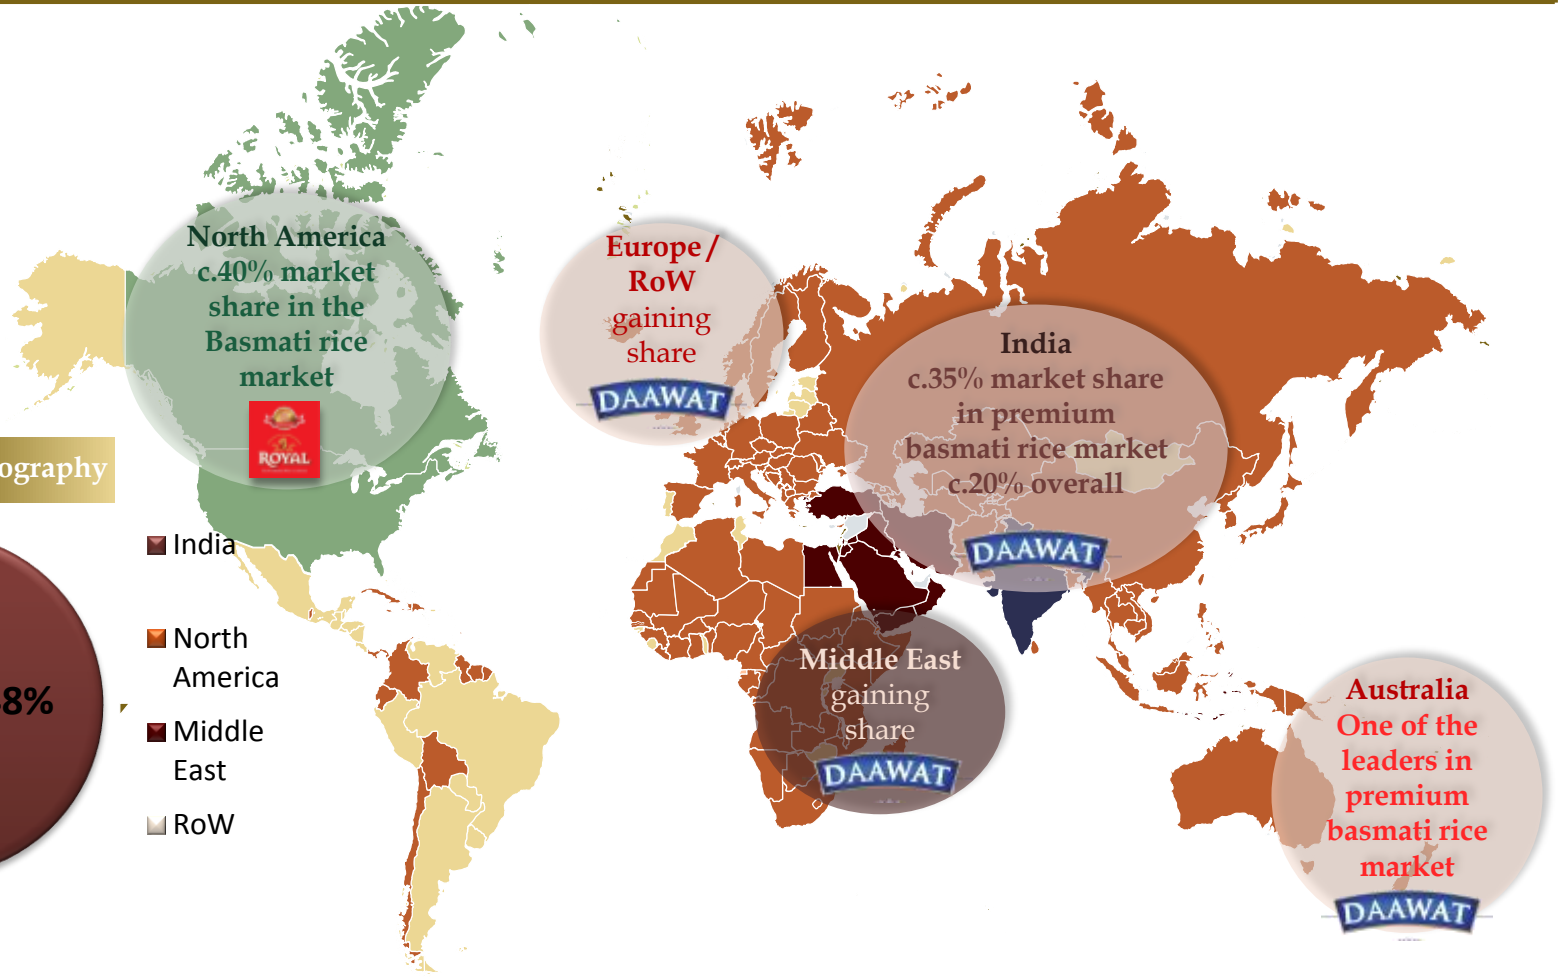 North America
c.40% market
share in the
Basmati rice
market
ROYAL
Europe /
RoW
gaining
share
DAAWAT
India
c.35% market share
in premium
basmati rice market
c.20% overall
DAAWAT
ography
8%
India
North
America
Middle
East
RoW
Middle East
gaining
share
DAAWAT
Australia
One of the
leaders in
premium
basmati rice
market
DAAWAT